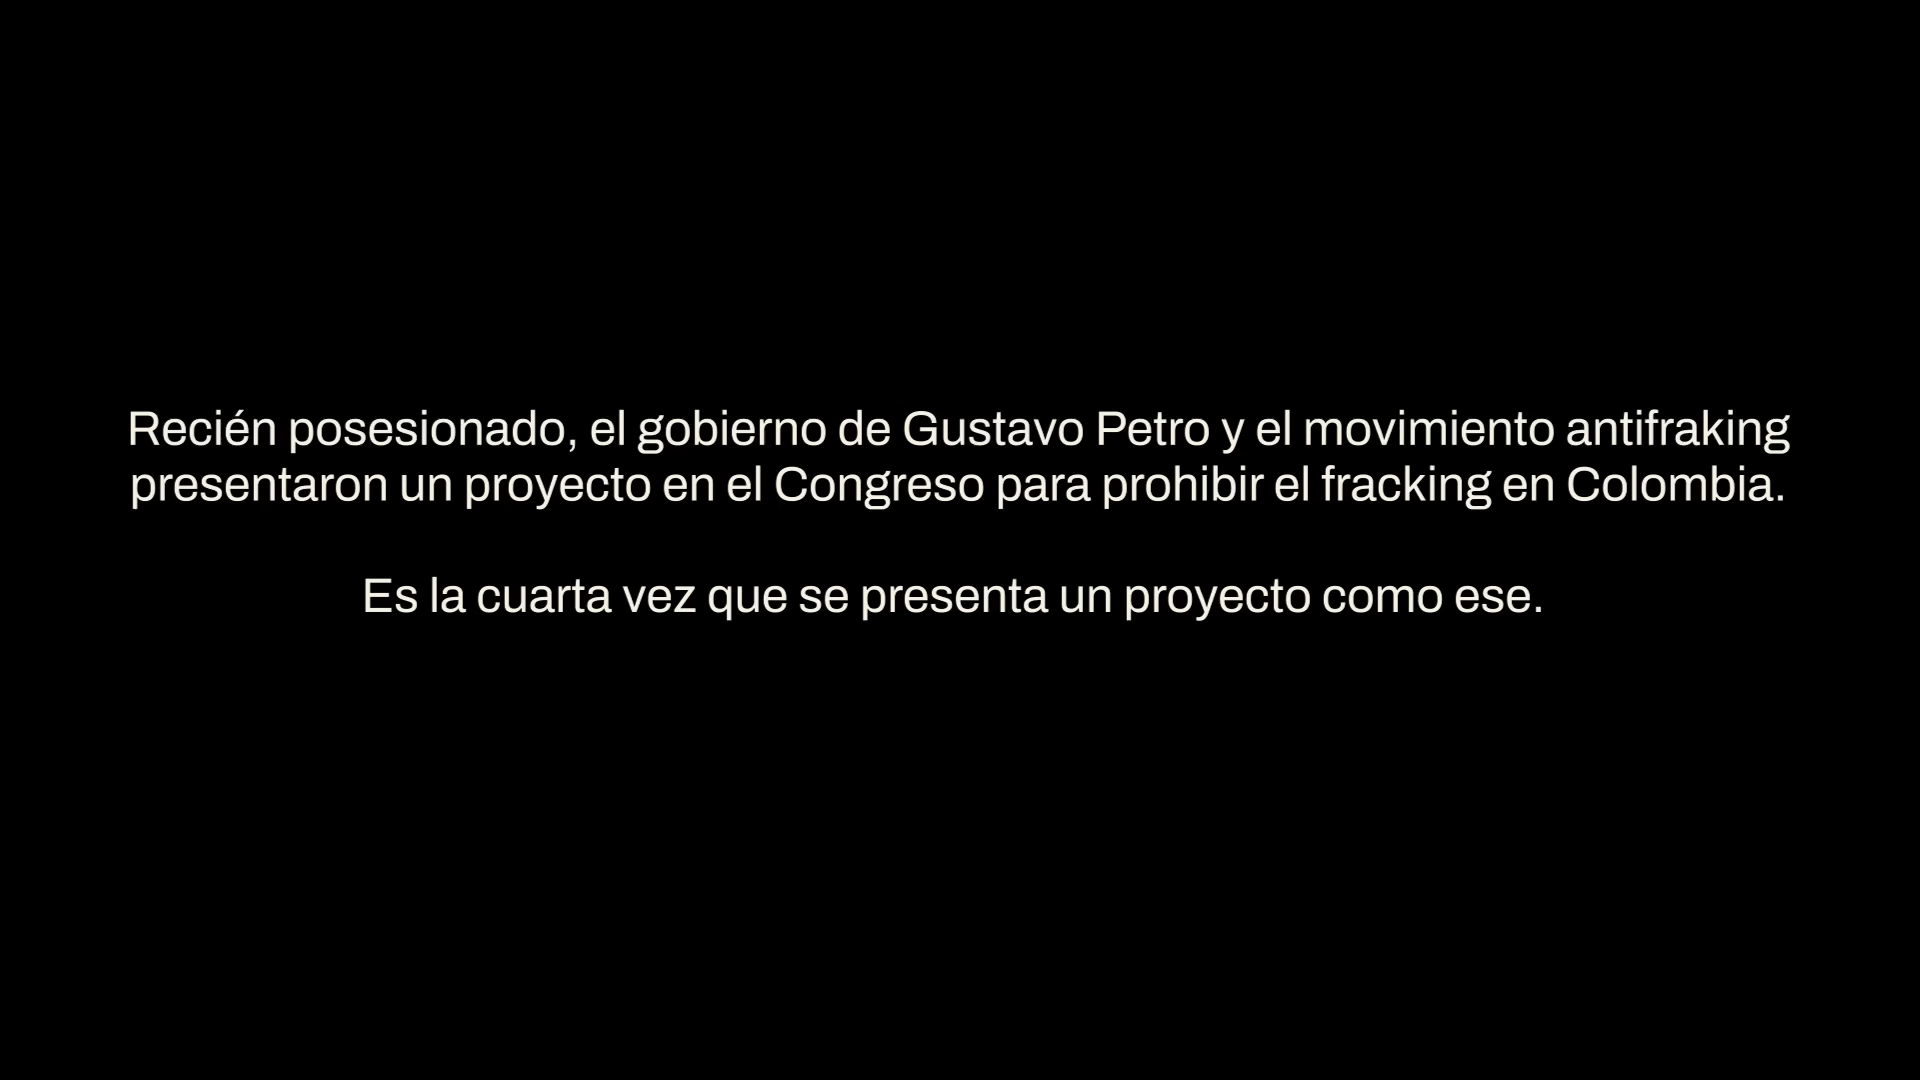 Recién posesionado, el gobierno de Gustavo Petro y el movimiento antifraking
presentaron un proyecto en el Congreso para prohibir el fracking en Colombia.
Es la cuarta vez que se presenta un proyecto como ese.